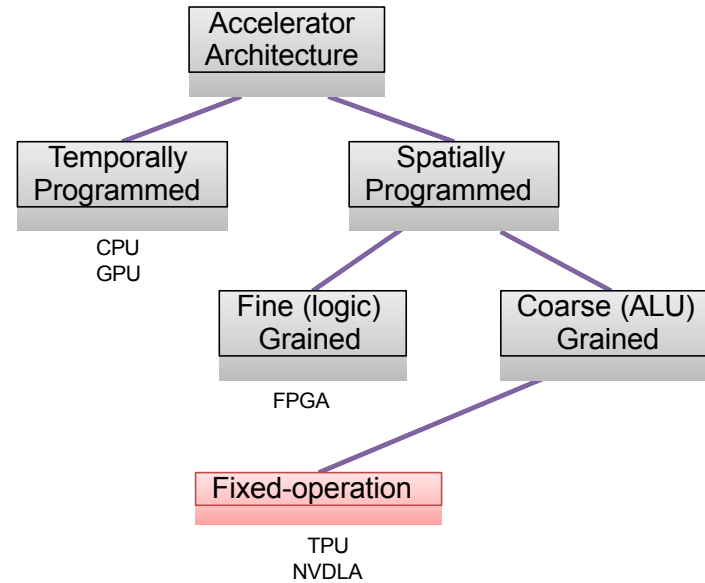 Accelerator
Architecture
Temporally
Programmed
Spatially
Programmed
CPU
GPU
Fine (logic)
Grained
Coarse (ALU)
Grained
FPGA
Fixed-operation
TPU
NVDLA